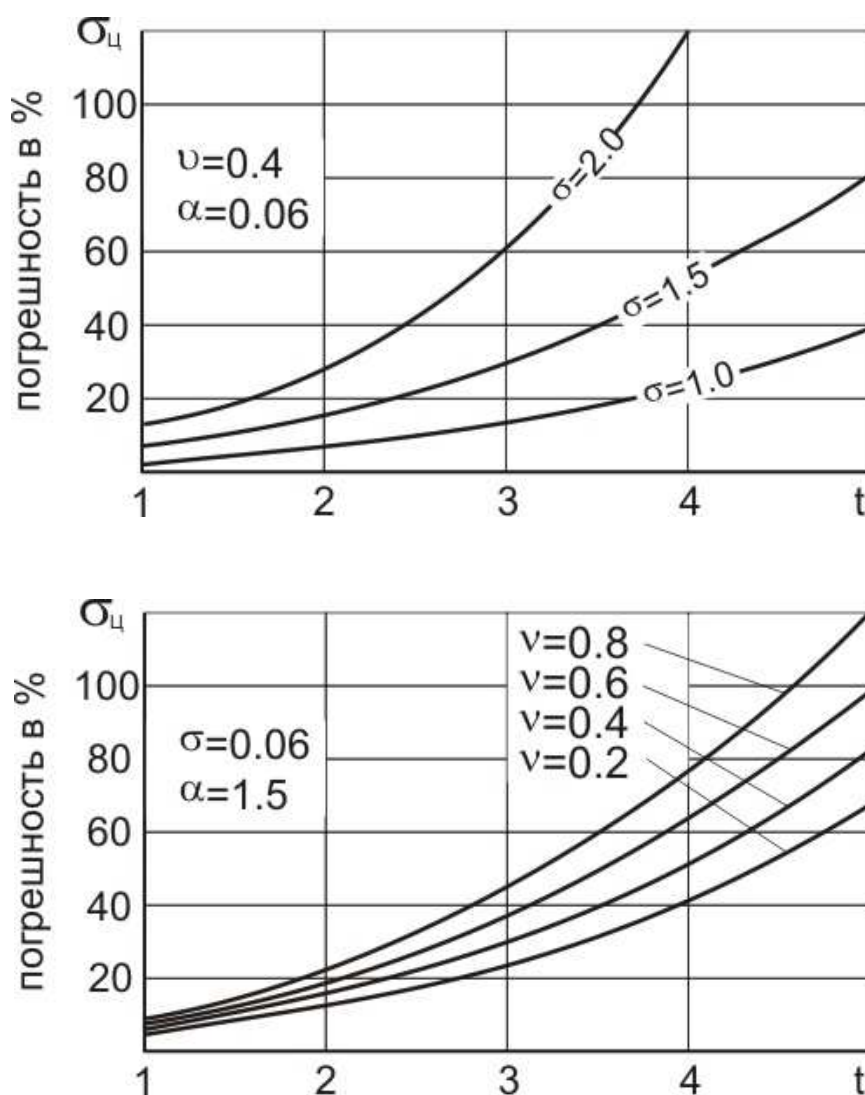 σц
погрешность в %
100
80
60
40
20
υ=0.4
α=0.06
σ=2.0
σ=1.5
σ=1.0
1 2 3 4 t
σц
погрешность в %
100
80
60
40
20
σ=0.06
α=1.5
ν=0.8
ν=0.6
ν=0.4
ν=0.2
1 2 3 4 t